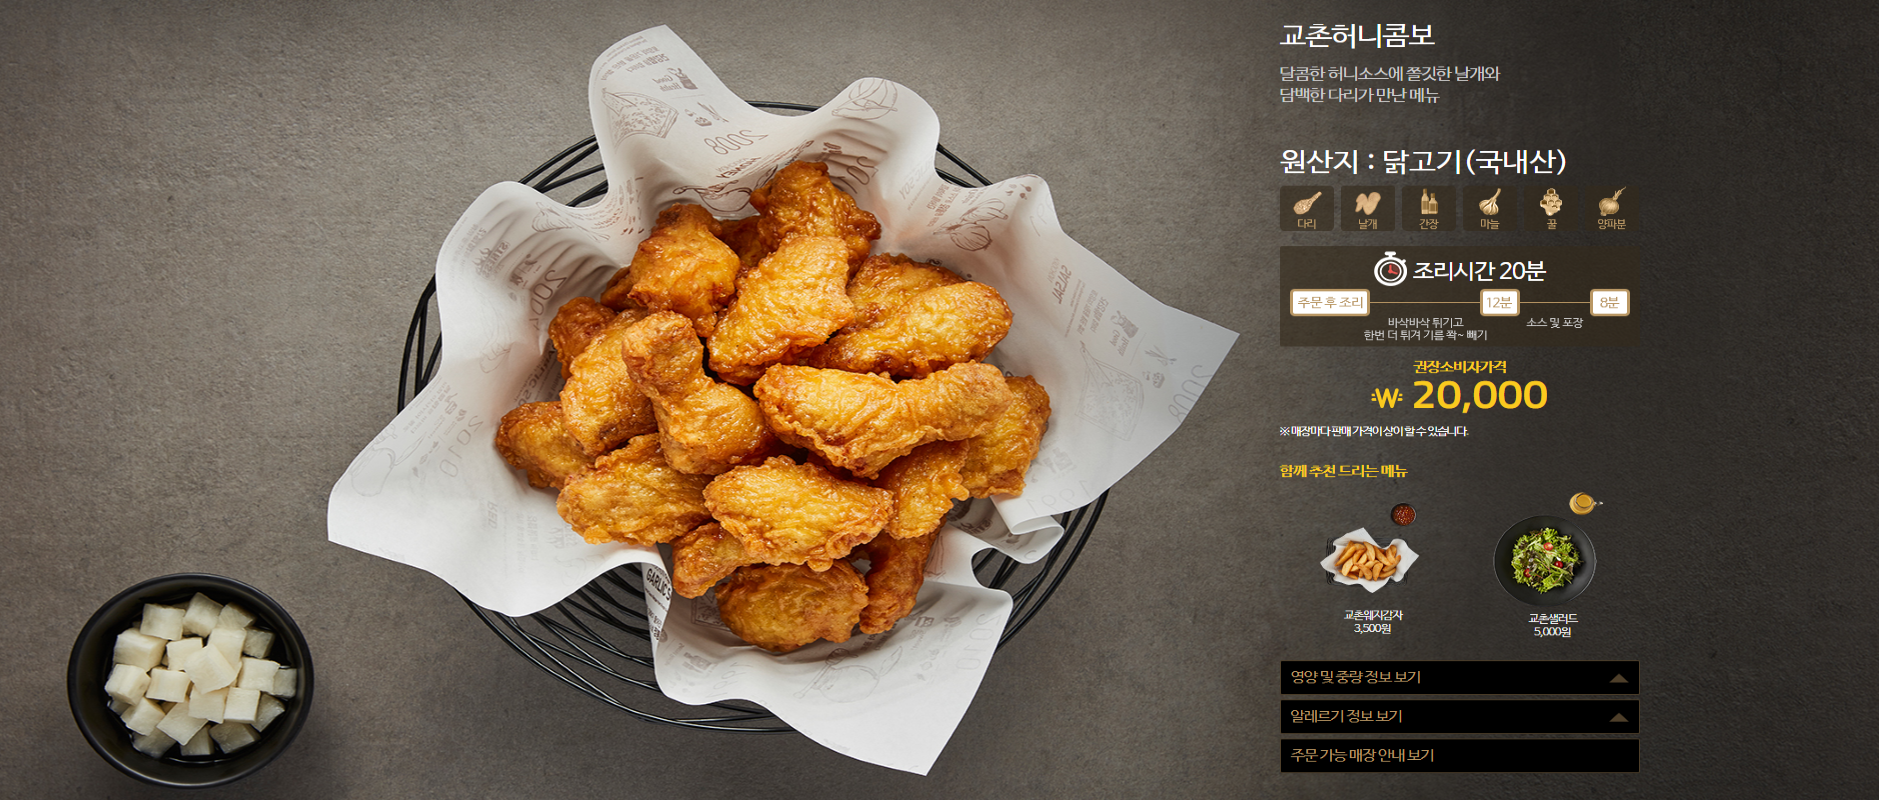 교촌허니콤보
달콤한 허니소스에 쫄깃한 날개와
담백한 다리가 만난 메뉴
원산지 : 닭고기(국내산)
다리
날개
간장
마늘
꿀
양파분
조리시간 20분
주문 후 조리
12분
8분
바삭바삭 튀기고
한번 더 튀겨 기름 쫙~ 빼기
소스 및 포장
권장소비자가격
₩ 20,000
※ 매장마다 판매 가격이 상이 할 수 있습니다.
함께 추천 드리는 메뉴
교촌웨지감자
3,500원
교촌샐러드
5,000원
영양 및 중량 정보 보기
알레르기 정보 보기
주문 가능 매장 안내 보기
2008
2010